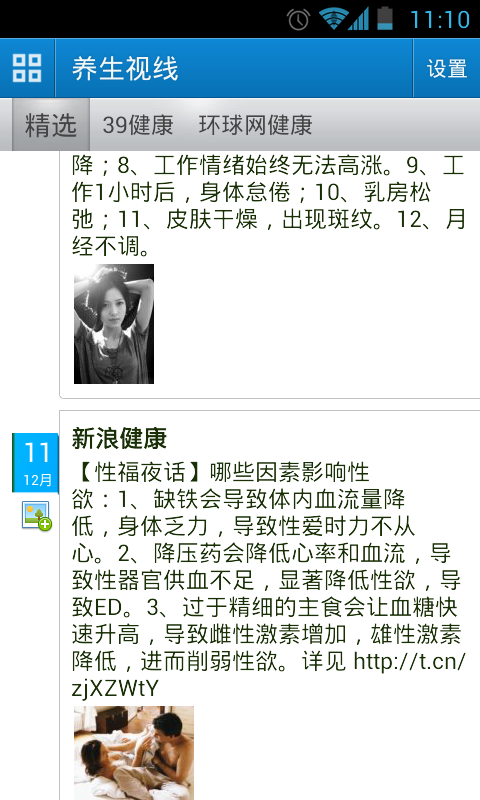 11:10
养生视线
设置
精选 39健康 环球网健康
降；8、工作情绪始终无法高涨。9、工
作1小时后，身体怠倦；10、乳房松
弛；11、皮肤干燥，出现斑纹。12、月
经不调。
新浪健康
11
12月
【性福夜话】哪些因素影响性
欲：1、缺铁会导致体内血流量降
低，身体乏力，导致性爱时力不从
心。2、降压药会降低心率和血流，导
致性器官供血不足，显著降低性欲，导
致ED。3、过于精细的主食会让血糖快
速升高，导致雌性激素增加，雄性激素
降低，进而削弱性欲。详见 http://t.cn/
zjXZWtY